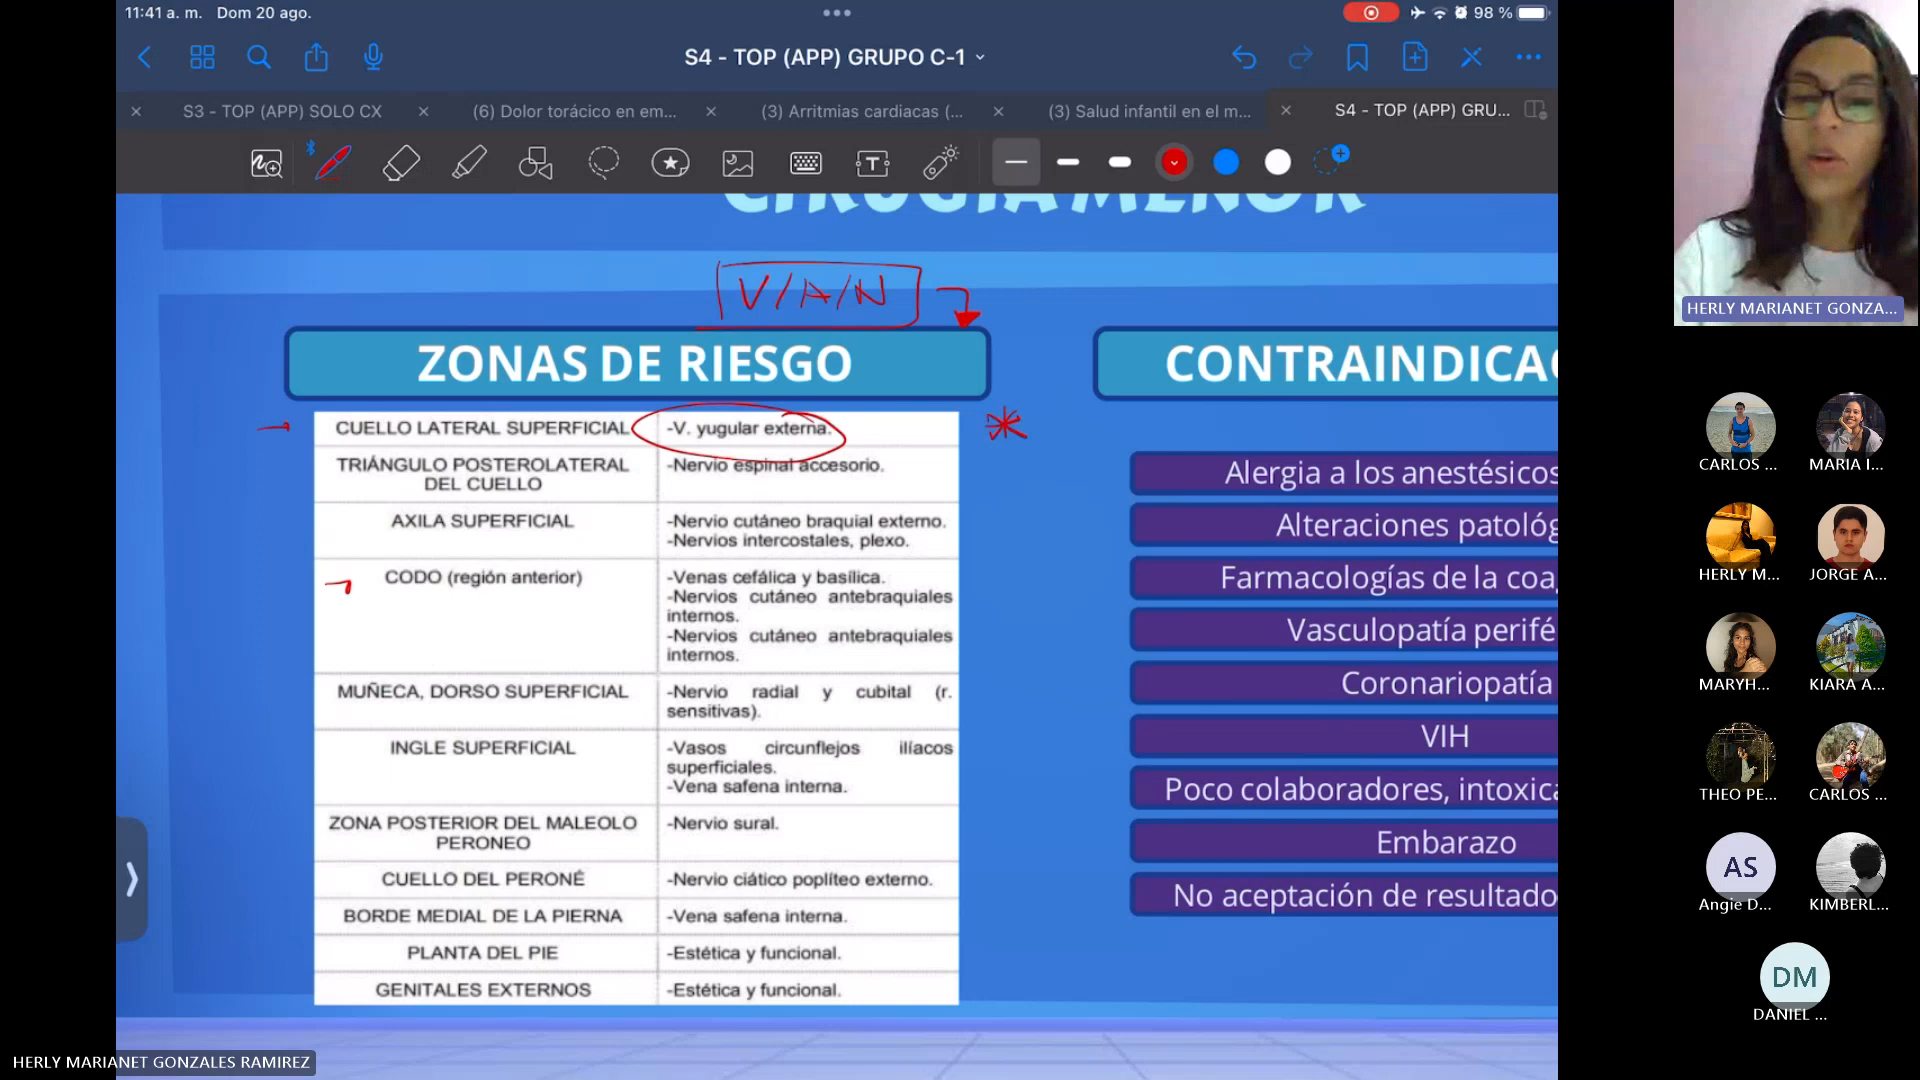 11:41 a. m. Dom 20 ago.
98 %
S4 - TOP (APP) GRUPO C-1
S3 - TOP (APP) SOLO CX
(6) Dolor torácico en em...
(3) Arritmias cardiacas (...
(3) Salud infantil en el m...
S4 - TOP (APP) GRU...
CIRUGÍA MENOR
V/A/N
ZONAS DE RIESGO
CUELLO LATERAL SUPERFICIAL
-V. yugular externa.
TRIÁNGULO POSTEROLATERAL
DEL CUELLO
-Nervio espinal accesorio.
AXILA SUPERFICIAL
-Nervio cutáneo braquial externo.
-Nervios intercostales, plexo.
CODO (región anterior)
-Venas cefálica y basílica.
-Nervios cutáneo antebraquiales
internos.
-Nervios cutáneo antebraquiales
internos.
MUÑECA, DORSO SUPERFICIAL
-Nervio radial y cubital (r.
sensitivas).
INGLE SUPERFICIAL
-Vasos circunflejos ilíacos
superficiales.
-Vena safena interna.
ZONA POSTERIOR DEL MALEOLO
PERONEO
-Nervio sural.
CUELLO DEL PERONÉ
-Nervio ciático poplíteo externo.
BORDE MEDIAL DE LA PIERNA
-Vena safena interna.
PLANTA DEL PIE
-Estética y funcional.
GENITALES EXTERNOS
-Estética y funcional.
CONTRAINDICAC
Alergia a los anestésicos
Alteraciones patológ
Farmacologías de la coag
Vasculopatía perifé
Coronariopatía
VIH
Poco colaboradores, intoxica
Embarazo
No aceptación de resultado
HERLY MARIANET GONZA...
CARLOS ...
MARIA I...
HERLY M...
JORGE A...
MARYH...
KIARA A...
THEO PE...
CARLOS ...
AS
Angie D...
KIMBERL...
DM
DANIEL ...
HERLY MARIANET GONZALES RAMIREZ